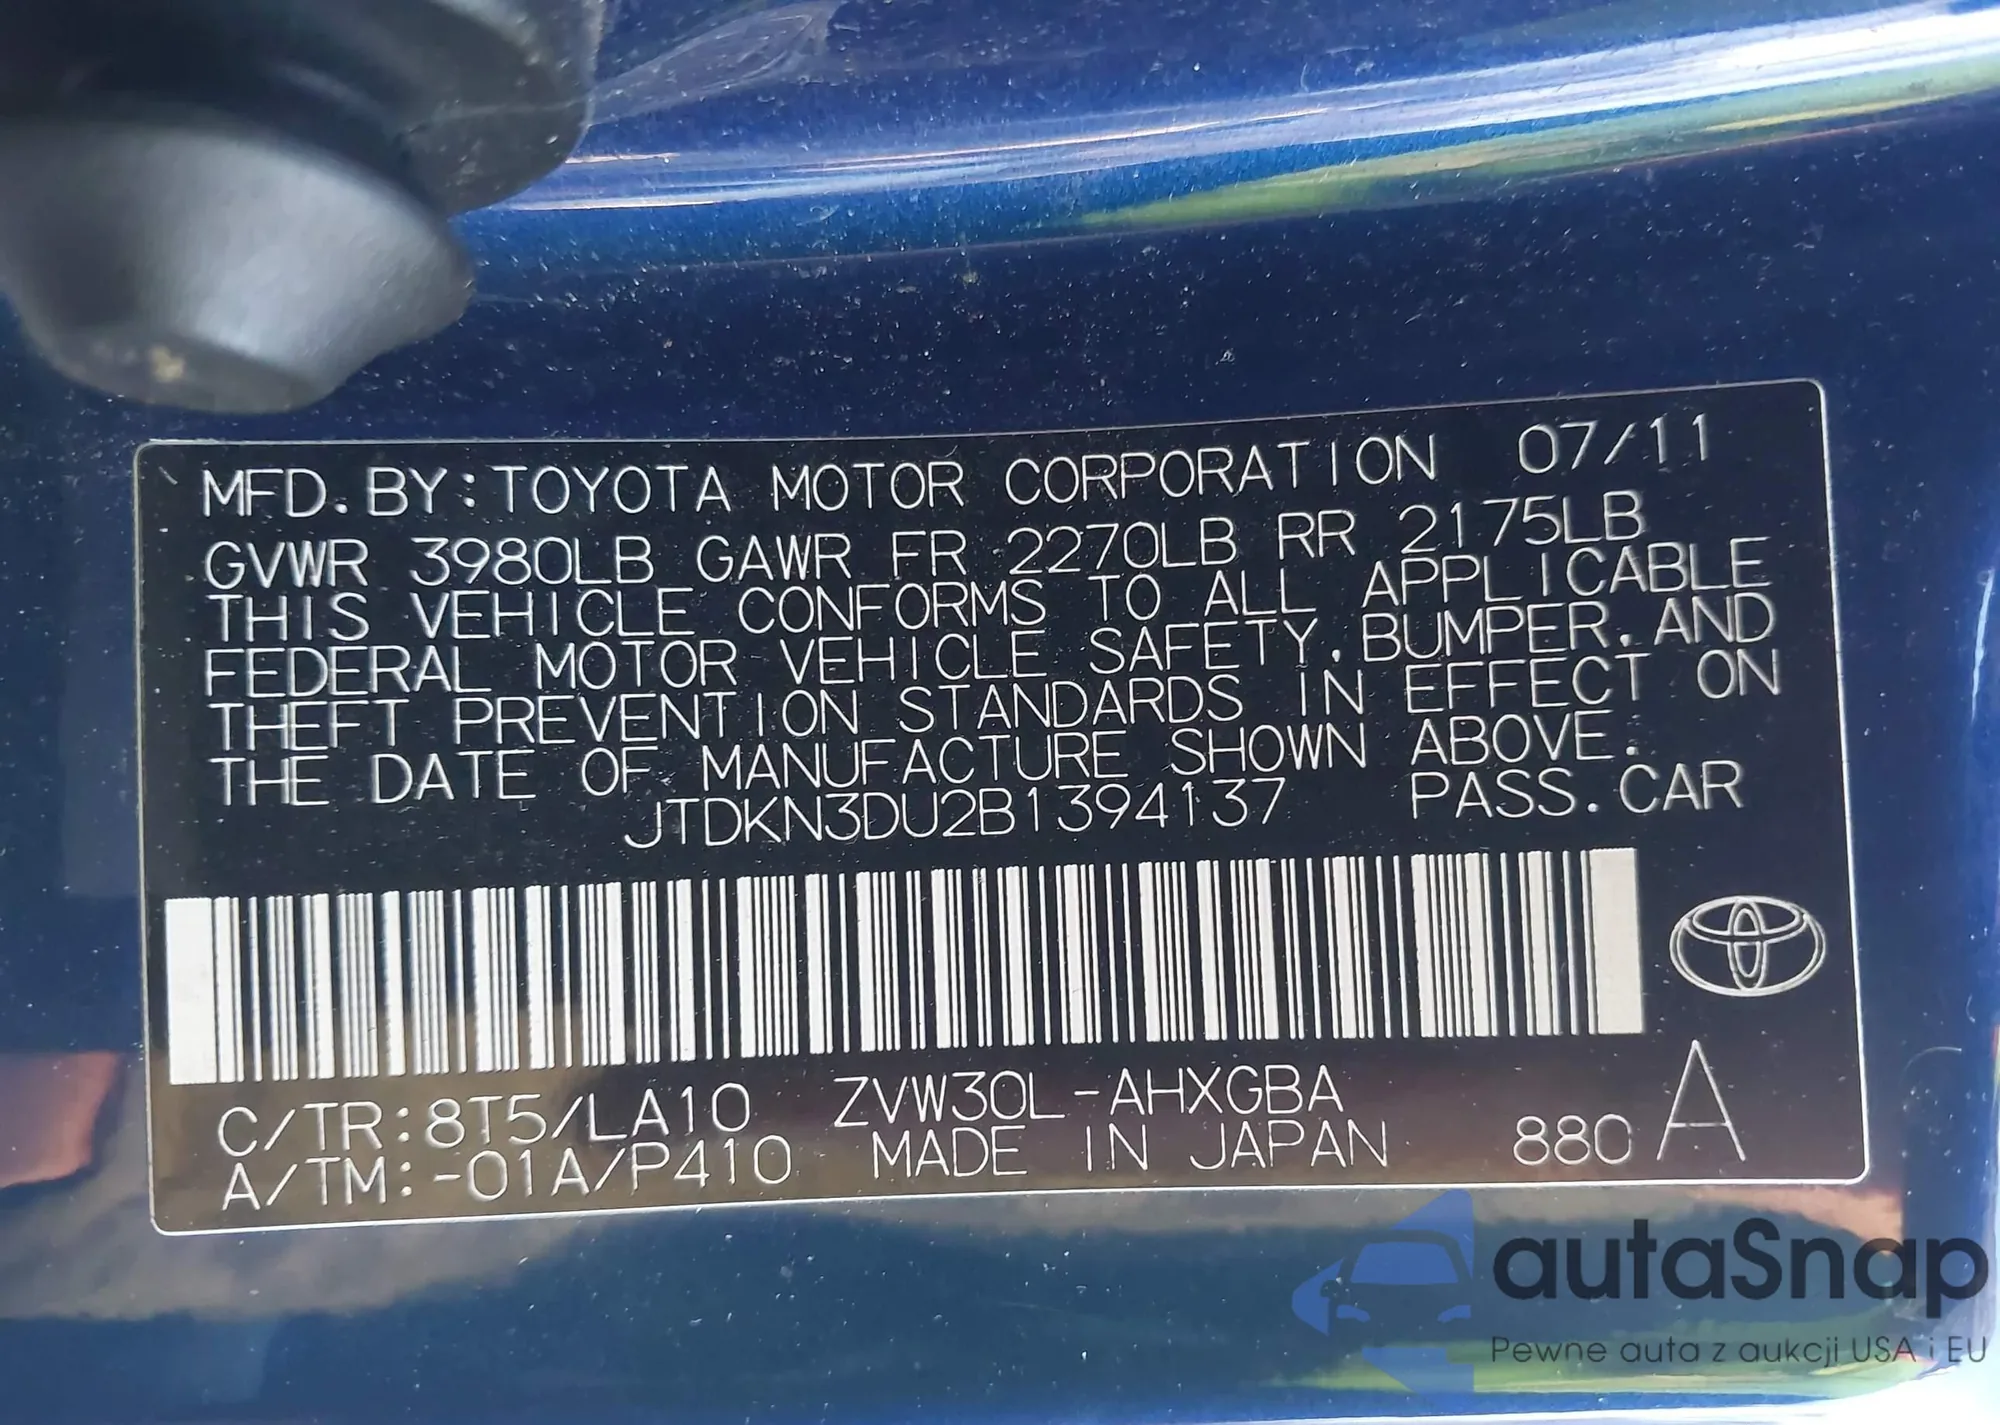 MFD. BY: TOYOTA MOTOR CORPORATION 07/11
GVWR 3980LB GAWR FR 2270LB RR 2175LB
THIS VEHICLE CONFORMS TO ALL APPLICABLE
FEDERAL MOTOR VEHICLE SAFETY, BUMPER, AND
THEFT PREVENTION STANDARDS IN EFFECT ON
THE DATE OF MANUFACTURE SHOWN ABOVE.
JTDKN3DU2B1394137 PASS. CAR
C/TR: 8T5/LA10 ZVW30L-AHXGBA
A/TM: -01A/P410 MADE IN JAPAN 880 A
autaSnap
Pewne auta z aukcji USA i EU